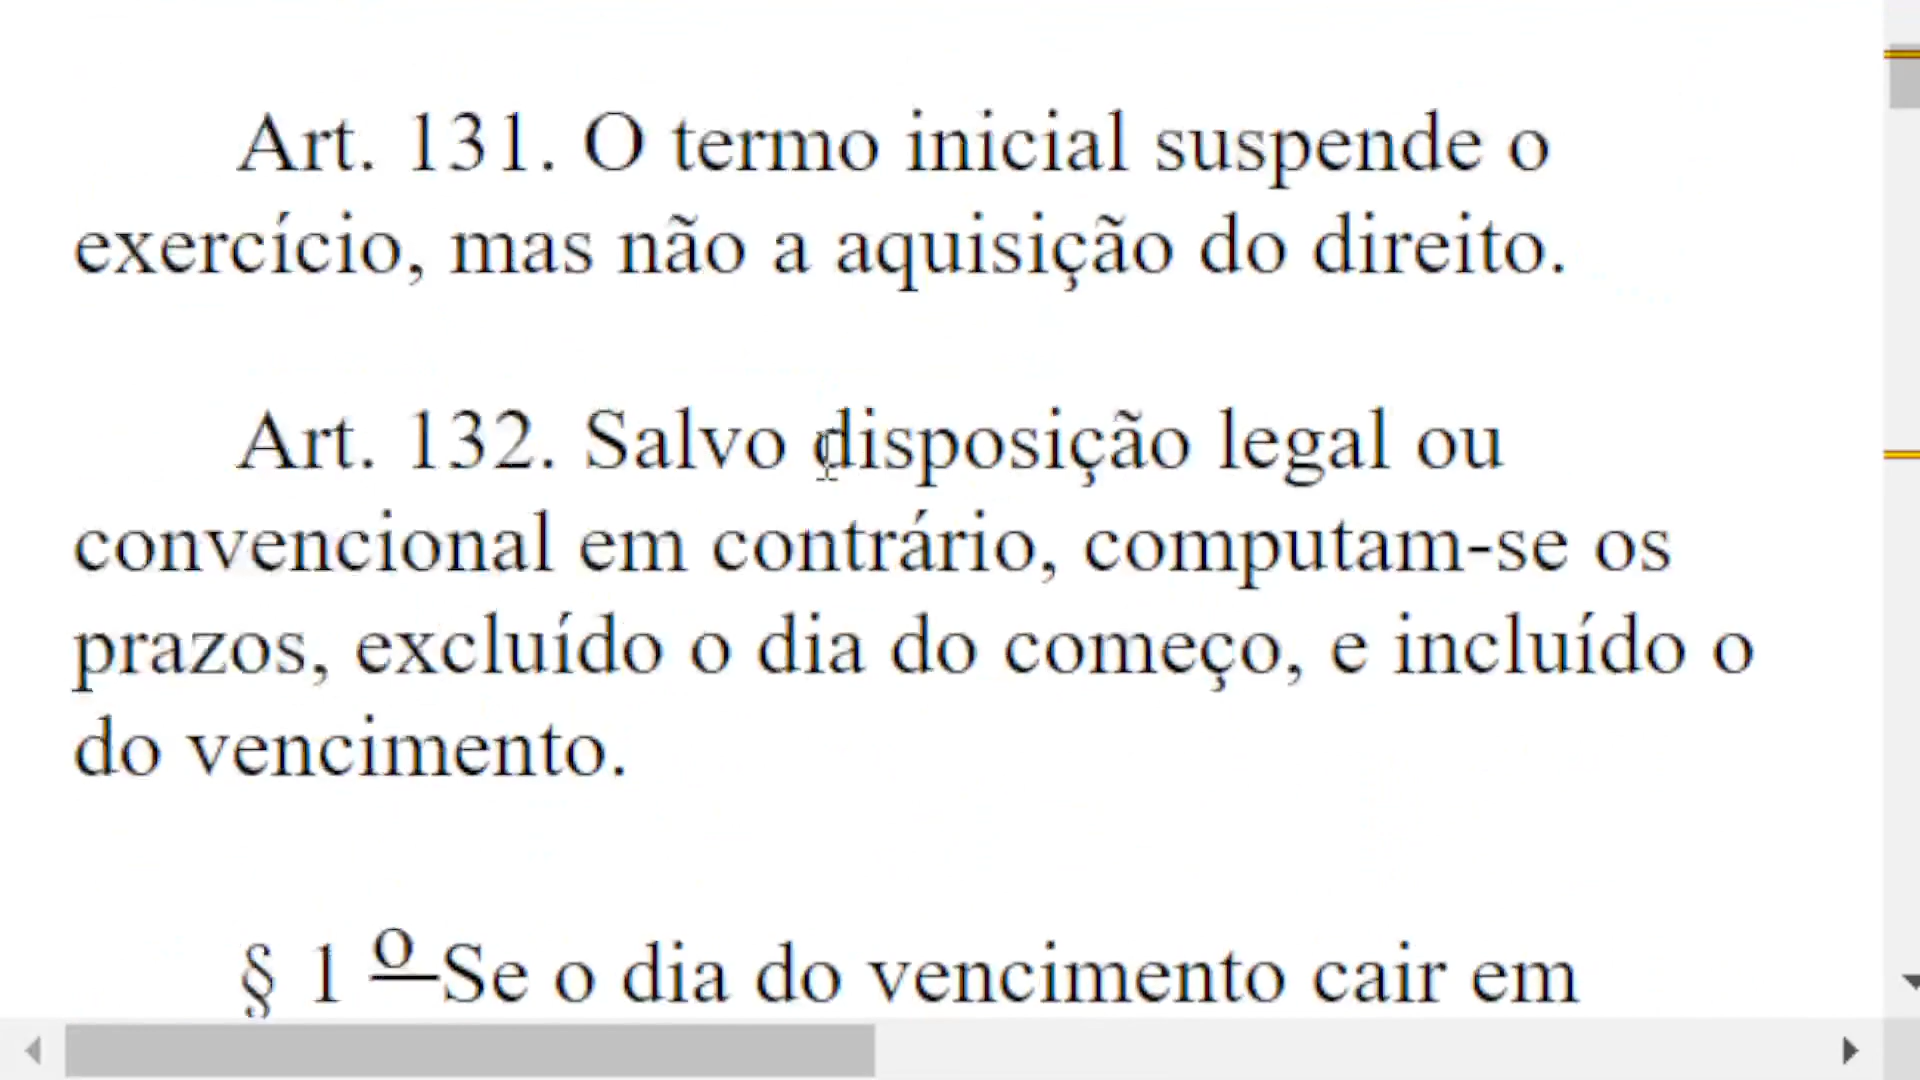 Art. 131. O termo inicial suspende o
exercício, mas não a aquisição do direito.
Art. 132. Salvo disposição legal ou
convencional em contrário, computam-se os
prazos, excluído o dia do começo, e incluído o
do vencimento.
§ 1 º Se o dia do vencimento cair em